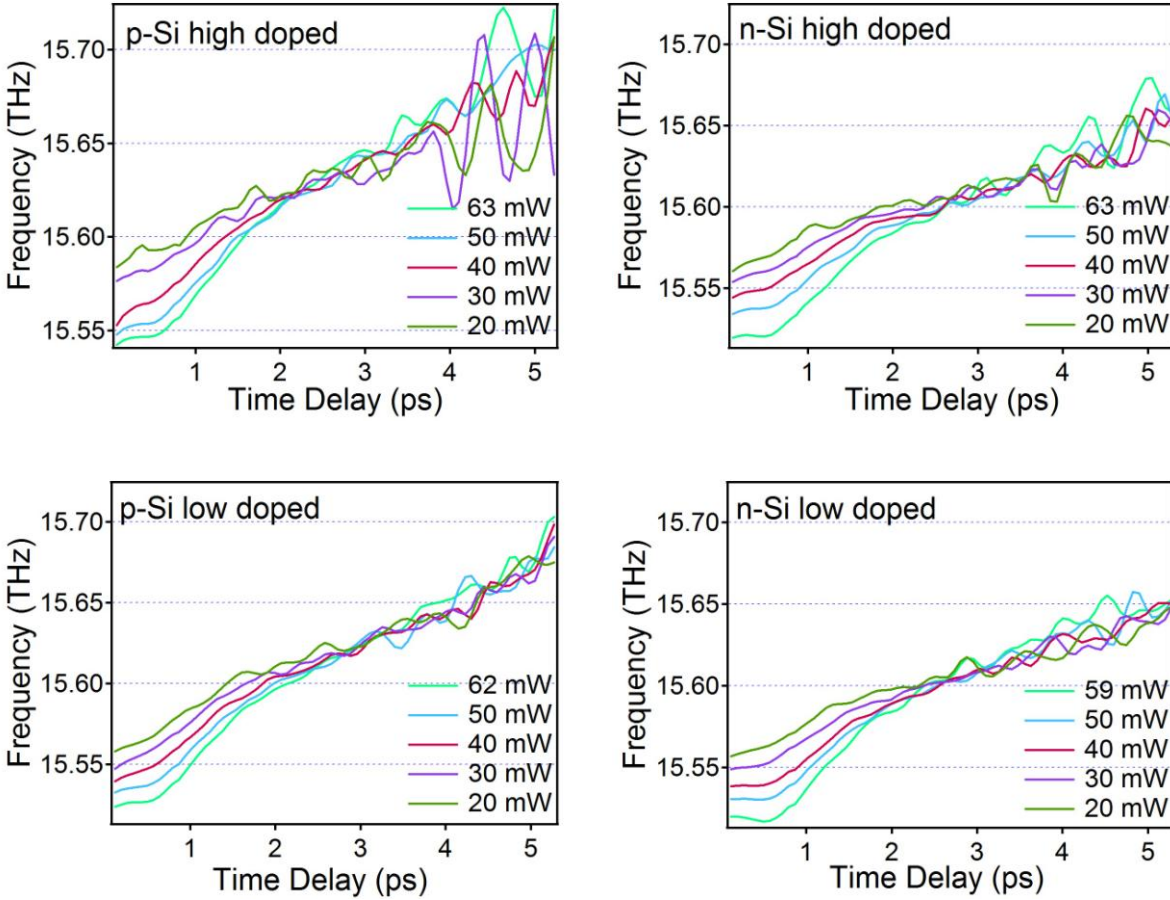 p-Si high doped
Frequency (THz)
15.70
15.65
15.60
15.55
63 mW
50 mW
40 mW
30 mW
20 mW
1 2 3 4 5
Time Delay (ps)
n-Si high doped
Frequency (THz)
15.70
15.65
15.60
15.55
63 mW
50 mW
40 mW
30 mW
20 mW
1 2 3 4 5
Time Delay (ps)
p-Si low doped
Frequency (THz)
15.70
15.65
15.60
15.55
62 mW
50 mW
40 mW
30 mW
20 mW
1 2 3 4 5
Time Delay (ps)
n-Si low doped
Frequency (THz)
15.70
15.65
15.60
15.55
59 mW
50 mW
40 mW
30 mW
20 mW
1 2 3 4 5
Time Delay (ps)